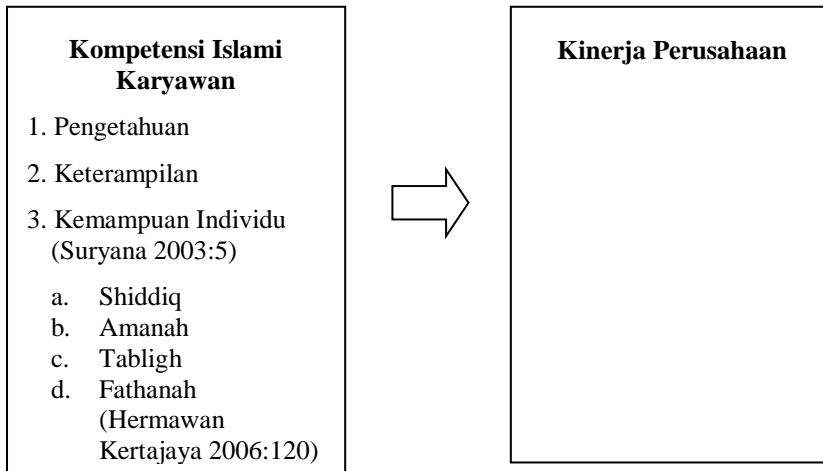 Kompetensi Islami
Karyawan
1. Pengetahuan
2. Keterampilan
3. Kemampuan Individu
(Suryana 2003:5)
a. Shiddiq
b. Amanah
c. Tabligh
d. Fathanah
(Hermawan
Kertajaya 2006:120)
Kinerja Perusahaan